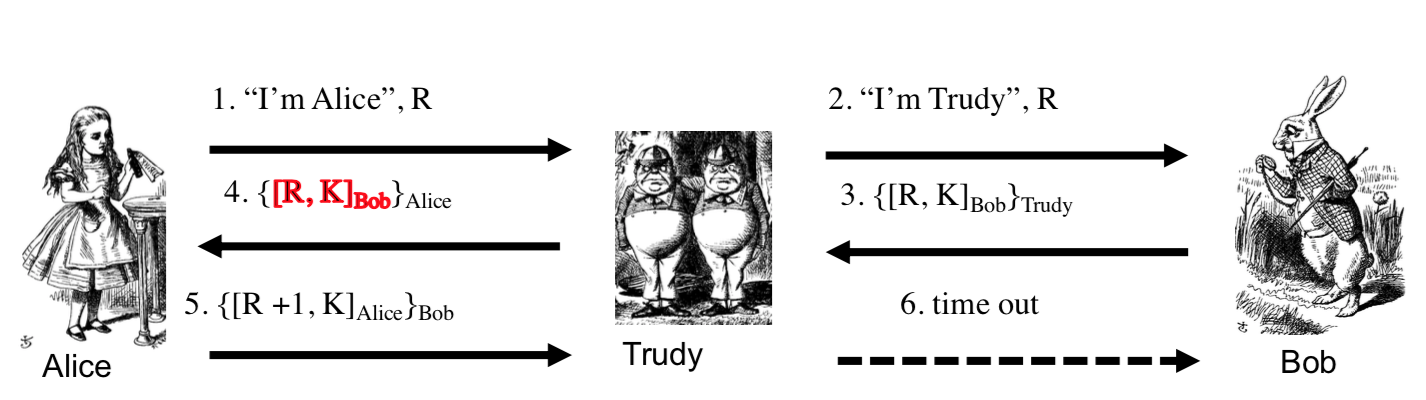 1. “I’m Alice”, R
2. “I’m Trudy”, R
4. {[R, K]Bob}Alice
3. {[R, K]Bob}Trudy
5. {[R +1, K]Alice}Bob
6. time out
Alice
Trudy
Bob